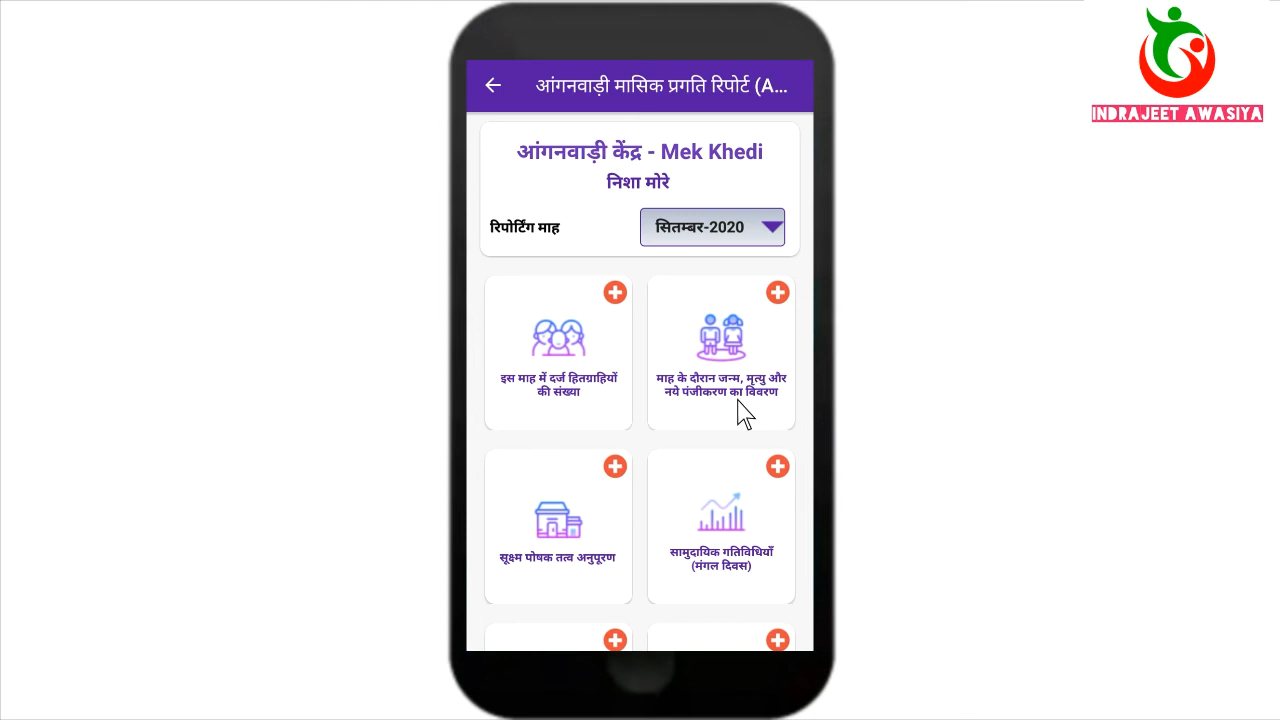 आंगनवाड़ी मासिक प्रगति रिपोर्ट (A...
INDRAJEET AWASIYA
आंगनवाड़ी केंद्र - Mek Khedi
निशा मोरे
रिपोर्टिंग माह
सितम्बर-2020
इस माह में दर्ज हितग्राहियों
की संख्या
माह के दौरान जन्म, मृत्यु और
नये पंजीकरण का विवरण
सूक्ष्म पोषक तत्व अनुपूरण
सामुदायिक गतिविधियाँ
(मंगल दिवस)